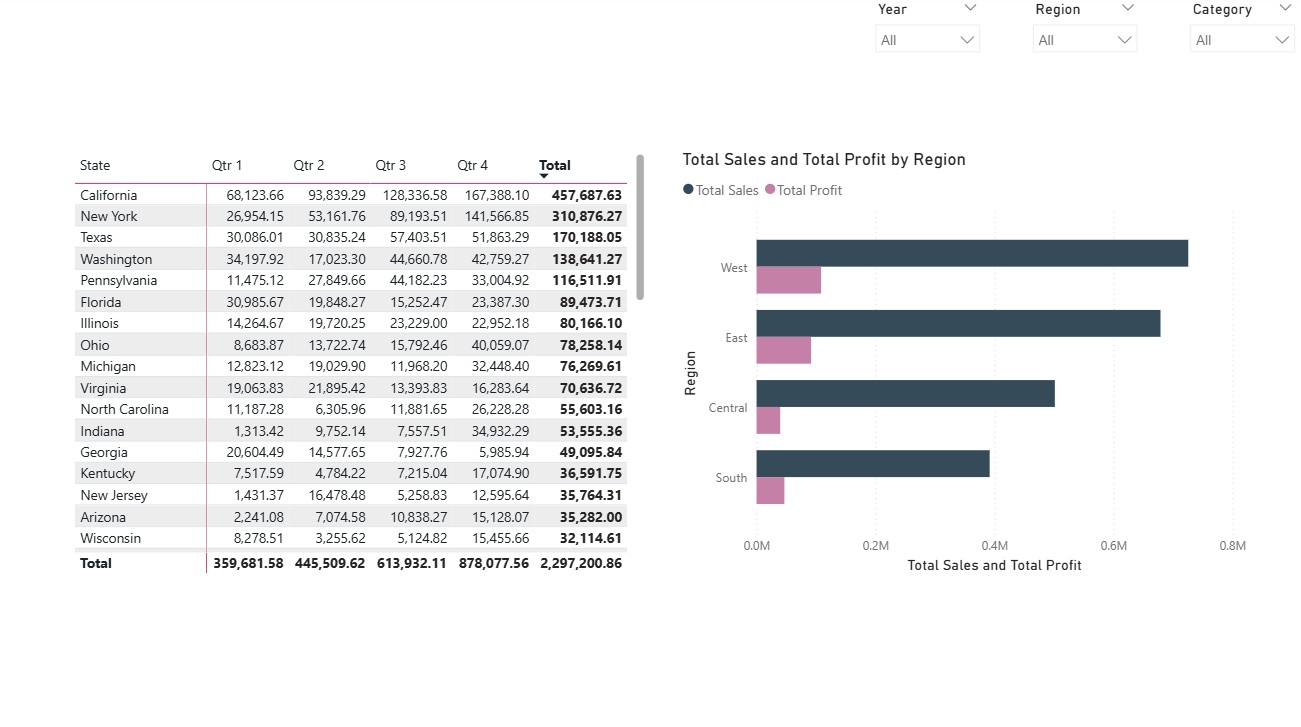 Year Region Category
All All All
State Qtr 1 Qtr 2 Qtr 3 Qtr 4 Total
California 68,123.66 93,839.29 128,336.58 167,388.10 457,687.63
New York 26,954.15 53,161.76 89,193.51 141,566.85 310,876.27
Texas 30,086.01 30,835.24 57,403.51 51,863.29 170,188.05
Washington 34,197.92 17,023.30 44,660.78 42,759.27 138,641.27
Pennsylvania 11,475.12 27,849.66 44,182.23 33,004.92 116,511.91
Florida 30,985.67 19,848.27 15,252.47 23,387.30 89,473.71
Illinois 14,264.67 19,720.25 23,229.00 22,952.18 80,166.10
Ohio 8,683.87 13,722.74 15,792.46 40,059.07 78,258.14
Michigan 12,823.12 19,029.90 11,968.20 32,448.40 76,269.61
Virginia 19,063.83 21,895.42 13,393.83 16,283.64 70,636.72
North Carolina 11,187.28 6,305.96 11,881.65 26,228.28 55,603.16
Indiana 1,313.42 9,752.14 7,557.51 34,932.29 53,555.36
Georgia 20,604.49 14,577.65 7,927.76 5,985.94 49,095.84
Kentucky 7,517.59 4,784.22 7,215.04 17,074.90 36,591.75
New Jersey 1,431.37 16,478.48 5,258.83 12,595.64 35,764.31
Arizona 2,241.08 7,074.58 10,838.27 15,128.07 35,282.00
Wisconsin 8,278.51 3,255.62 5,124.82 15,455.66 32,114.61
Total 359,681.58 445,509.62 613,932.11 878,077.56 2,297,200.86
Total Sales and Total Profit by Region
Total Sales Total Profit
Region
West
East
Central
South
0.0M 0.2M 0.4M 0.6M 0.8M
Total Sales and Total Profit